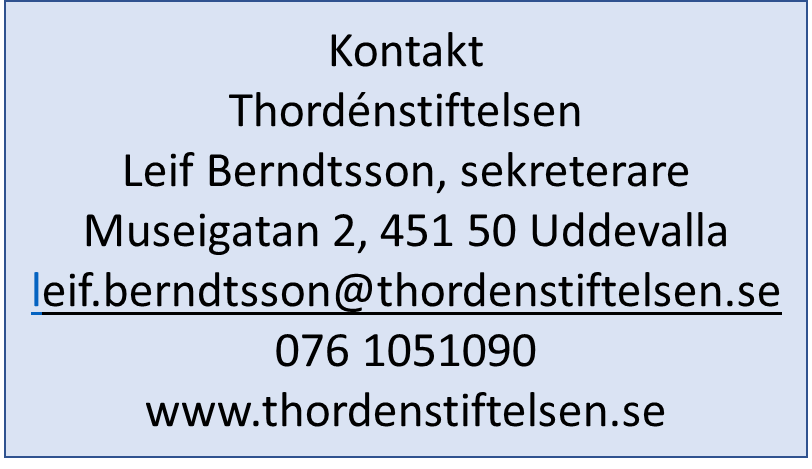 Kontakt
Thordénstiftelsen
Leif Berndtsson, sekreterare
Museigatan 2, 451 50 Uddevalla
leif.berndtsson@thordenstiftelsen.se
076 1051090
www.thordenstiftelsen.se